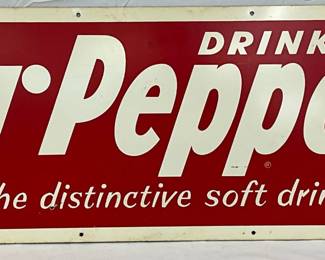 DRINK
r. Peppe
®
he distinctive soft drin